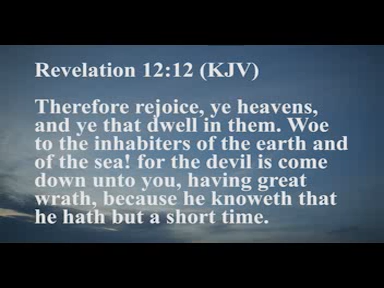 Revelation 12:12 (KJV)
Therefore rejoice, ye heavens,
and ye that dwell in them. Woe
to the inhabiters of the earth and
of the sea! for the devil is come
down unto you, having great
wrath, because he knoweth that
he hath but a short time.